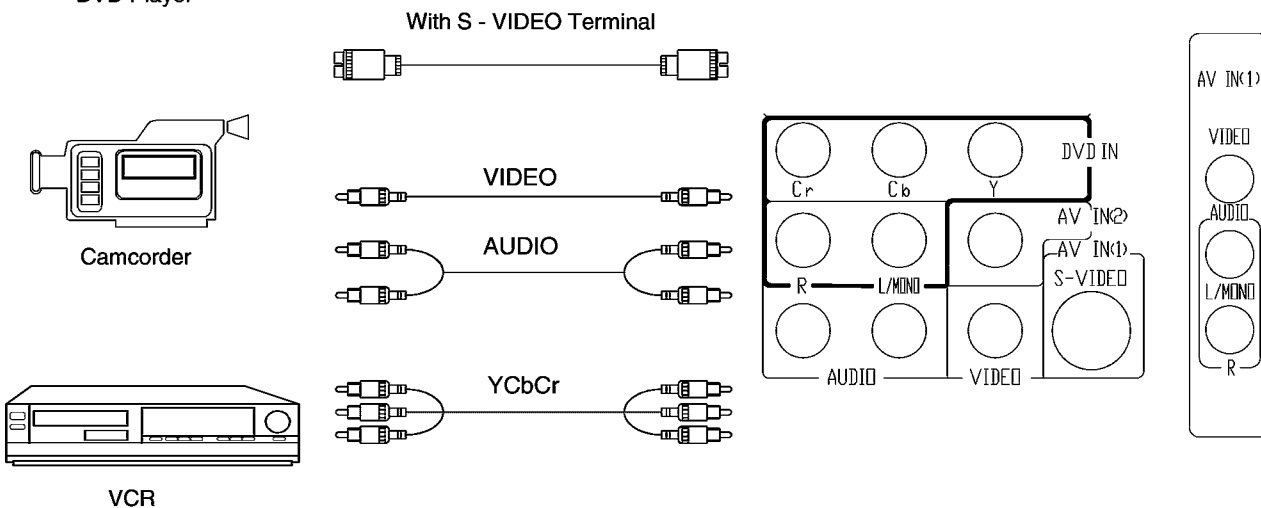 DVD Player
With S - VIDEO Terminal
Camcorder
VCR
VIDEO
AUDIO
YCbCr
Cr Cb Y DVD IN
AV IN(2)
AV IN(1)
S-VIDEO
R L/MONO
AUDIO VIDEO
AV IN(1)
VIDEO
AUDIO
L/MONO
R